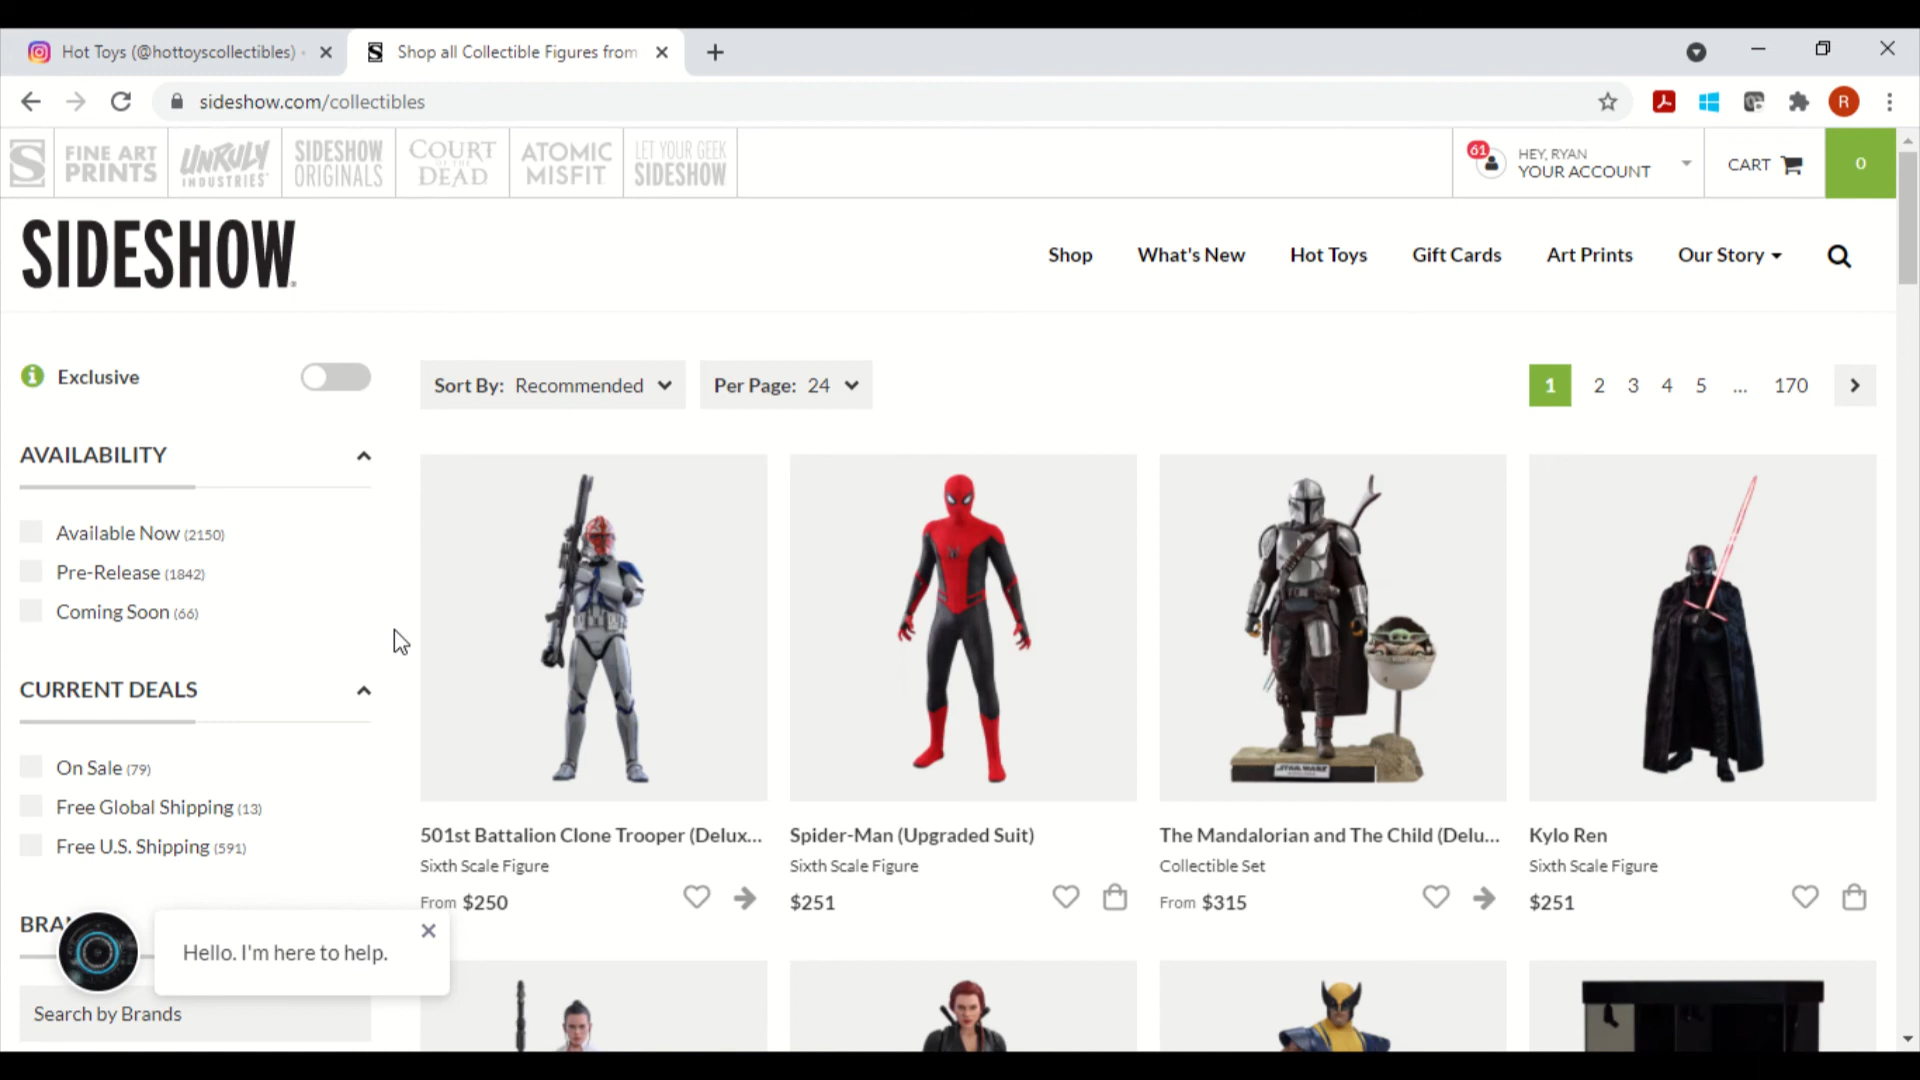 Hot Toys (@hottoyscollectibles) ·
Shop all Collectible Figures from
sideshow.com/collectibles
R
S
FINE ART
PRINTS
UNRULY
INDUSTRIES
SIDESHOW
ORIGINALS
COURT
OF THE
DEAD
ATOMIC
MISFIT
LET YOUR GEEK
SIDESHOW
61
HEY, RYAN
YOUR ACCOUNT
CART
0
SIDESHOW
Shop
What's New
Hot Toys
Gift Cards
Art Prints
Our Story
Exclusive
Sort By: Recommended
Per Page: 24
1 2 3 4 5 ... 170
AVAILABILITY
Available Now (2150)
Pre-Release (1842)
Coming Soon (66)
CURRENT DEALS
On Sale (79)
Free Global Shipping (13)
Free U.S. Shipping (591)
BRA
Hello. I'm here to help.
Search by Brands
STAR WARS
501st Battalion Clone Trooper (Delux...
Sixth Scale Figure
From $250
Spider-Man (Upgraded Suit)
Sixth Scale Figure
$251
The Mandalorian and The Child (Delu...
Collectible Set
From $315
Kylo Ren
Sixth Scale Figure
$251